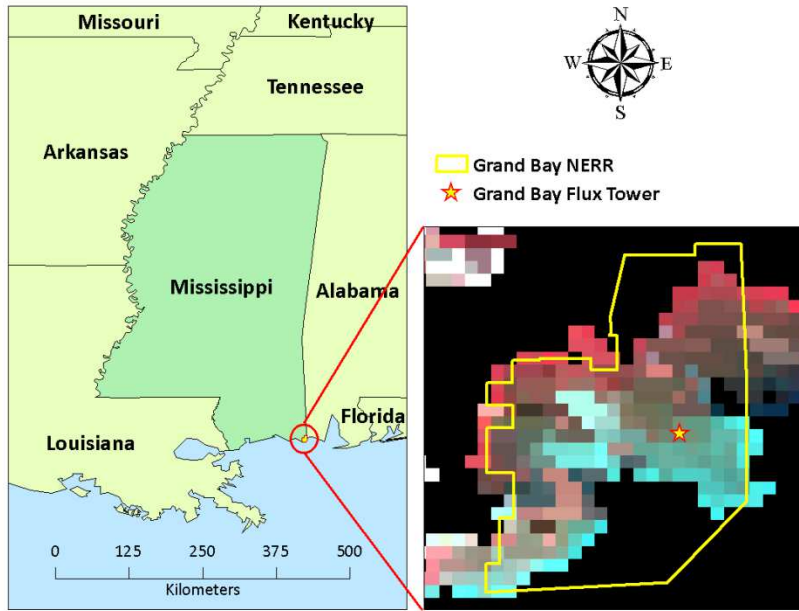 Missouri
Kentucky
Tennessee
Arkansas
Mississippi
Alabama
Louisiana
Florida
0 125 250 500
Kilometers
N
W E
S
Grand Bay NERR
Grand Bay Flux Tower